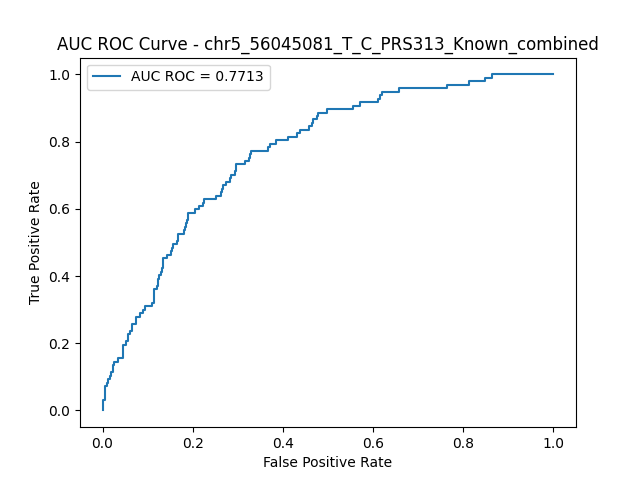 AUC ROC Curve - chr5_56045081_T_C_PRS313_Known_combined
AUC ROC = 0.7713
1.0
0.8
0.6
0.4
0.2
0.0
True Positive Rate
0.0 0.2 0.4 0.6 0.8 1.0
False Positive Rate